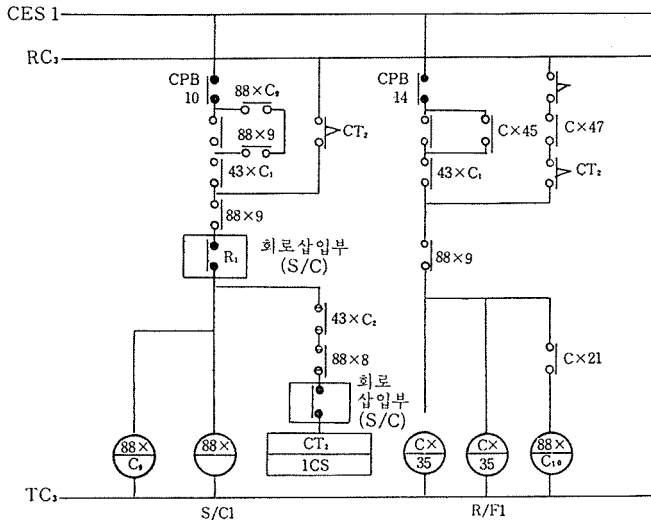 CES 1
RC₃
CPB
10
88×C₉
88×9
CT₂
43×C₁
88×9
R₁
회로삽입부
(S/C)
43×C₂
88×8
회로
삽입부
(S/C)
CT₂
1CS
88×
C₉
88×
CPB
14
C×45
C×47
43×C₁
CT₂
88×9
C×21
C×
35
C×
35
88×
C₁₀
TC₃
S/C1
R/F1